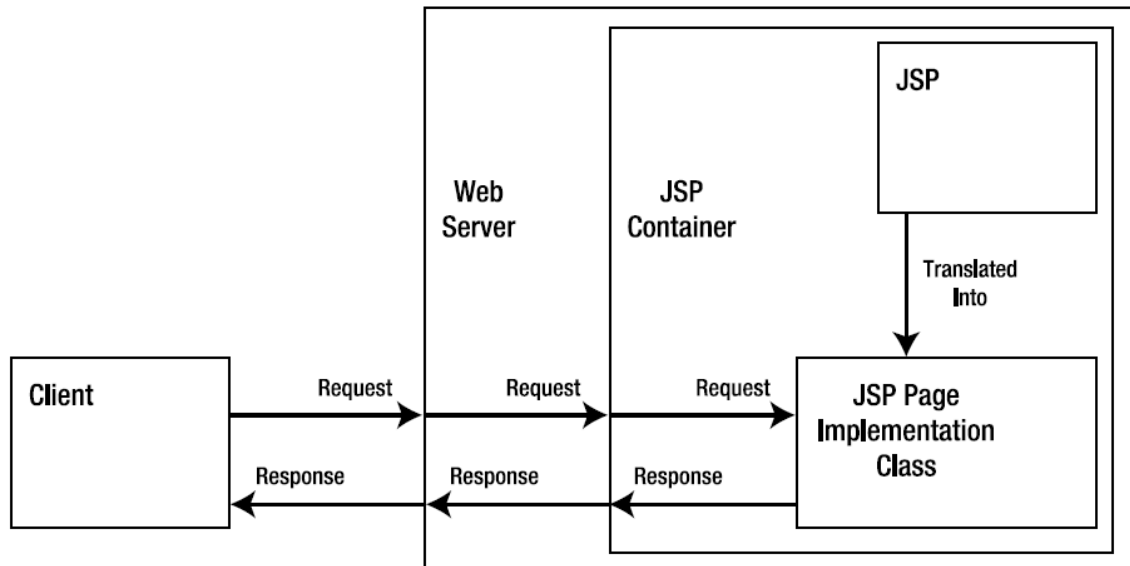 JSP
Web
Server
JSP
Container
Translated
Into
Client
Request
Request
Request
JSP Page
Implementation
Class
Response
Response
Response